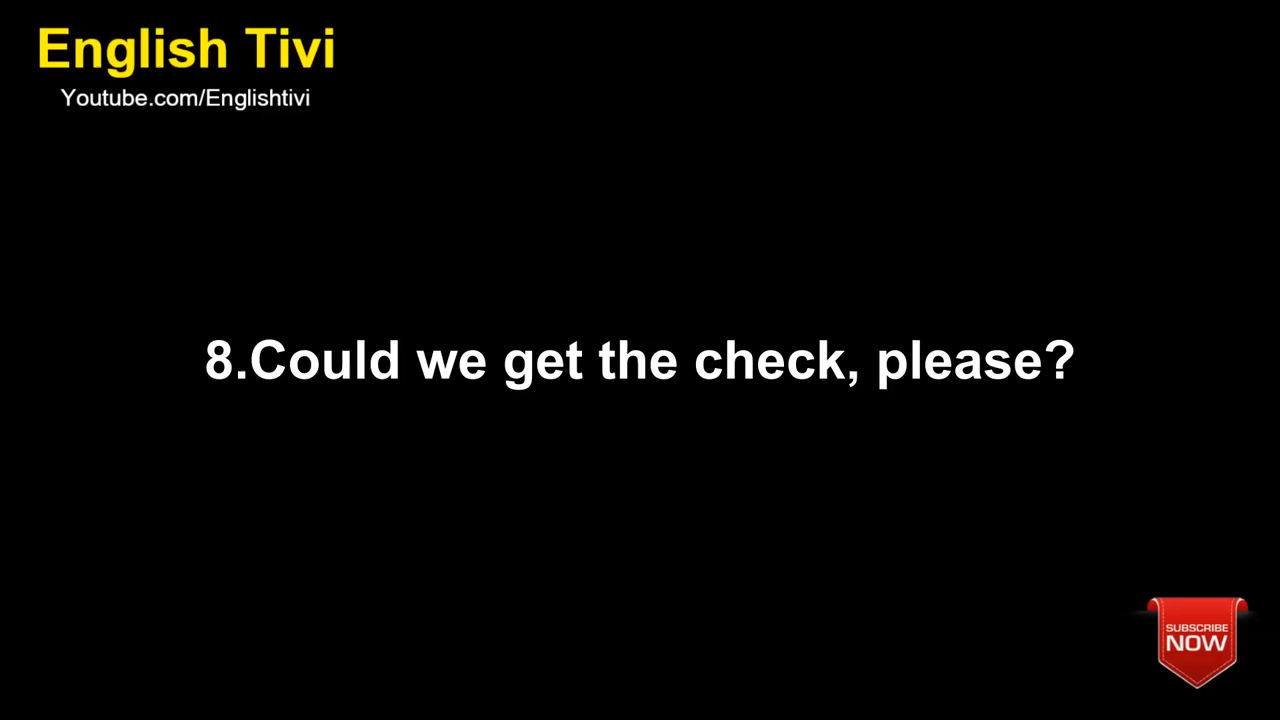 English Tivi
Youtube.com/Englishtivi
8.Could we get the check, please?
SUBSCRIBE
NOW